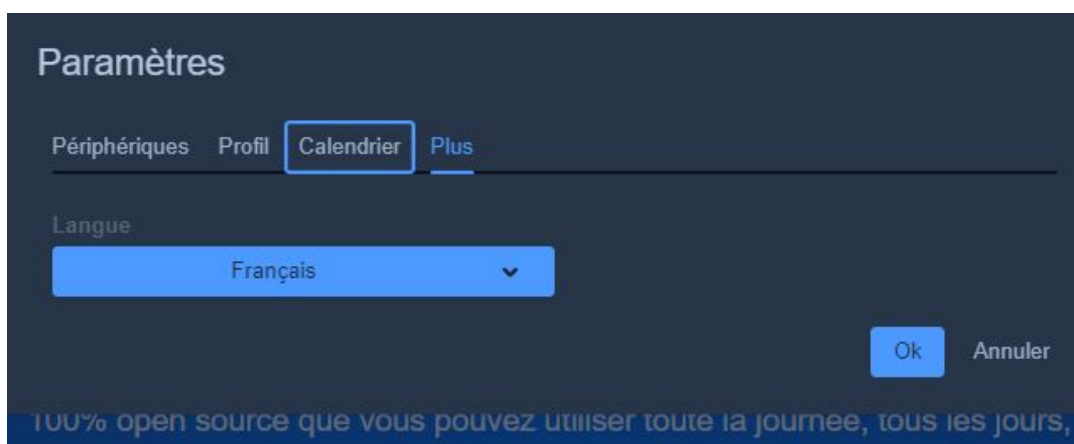 Paramètres
Périphériques Profil Calendrier Plus
Langue
Français
Ok Annuler
100% open source que vous pouvez utiliser toute la journée, tous les jours,